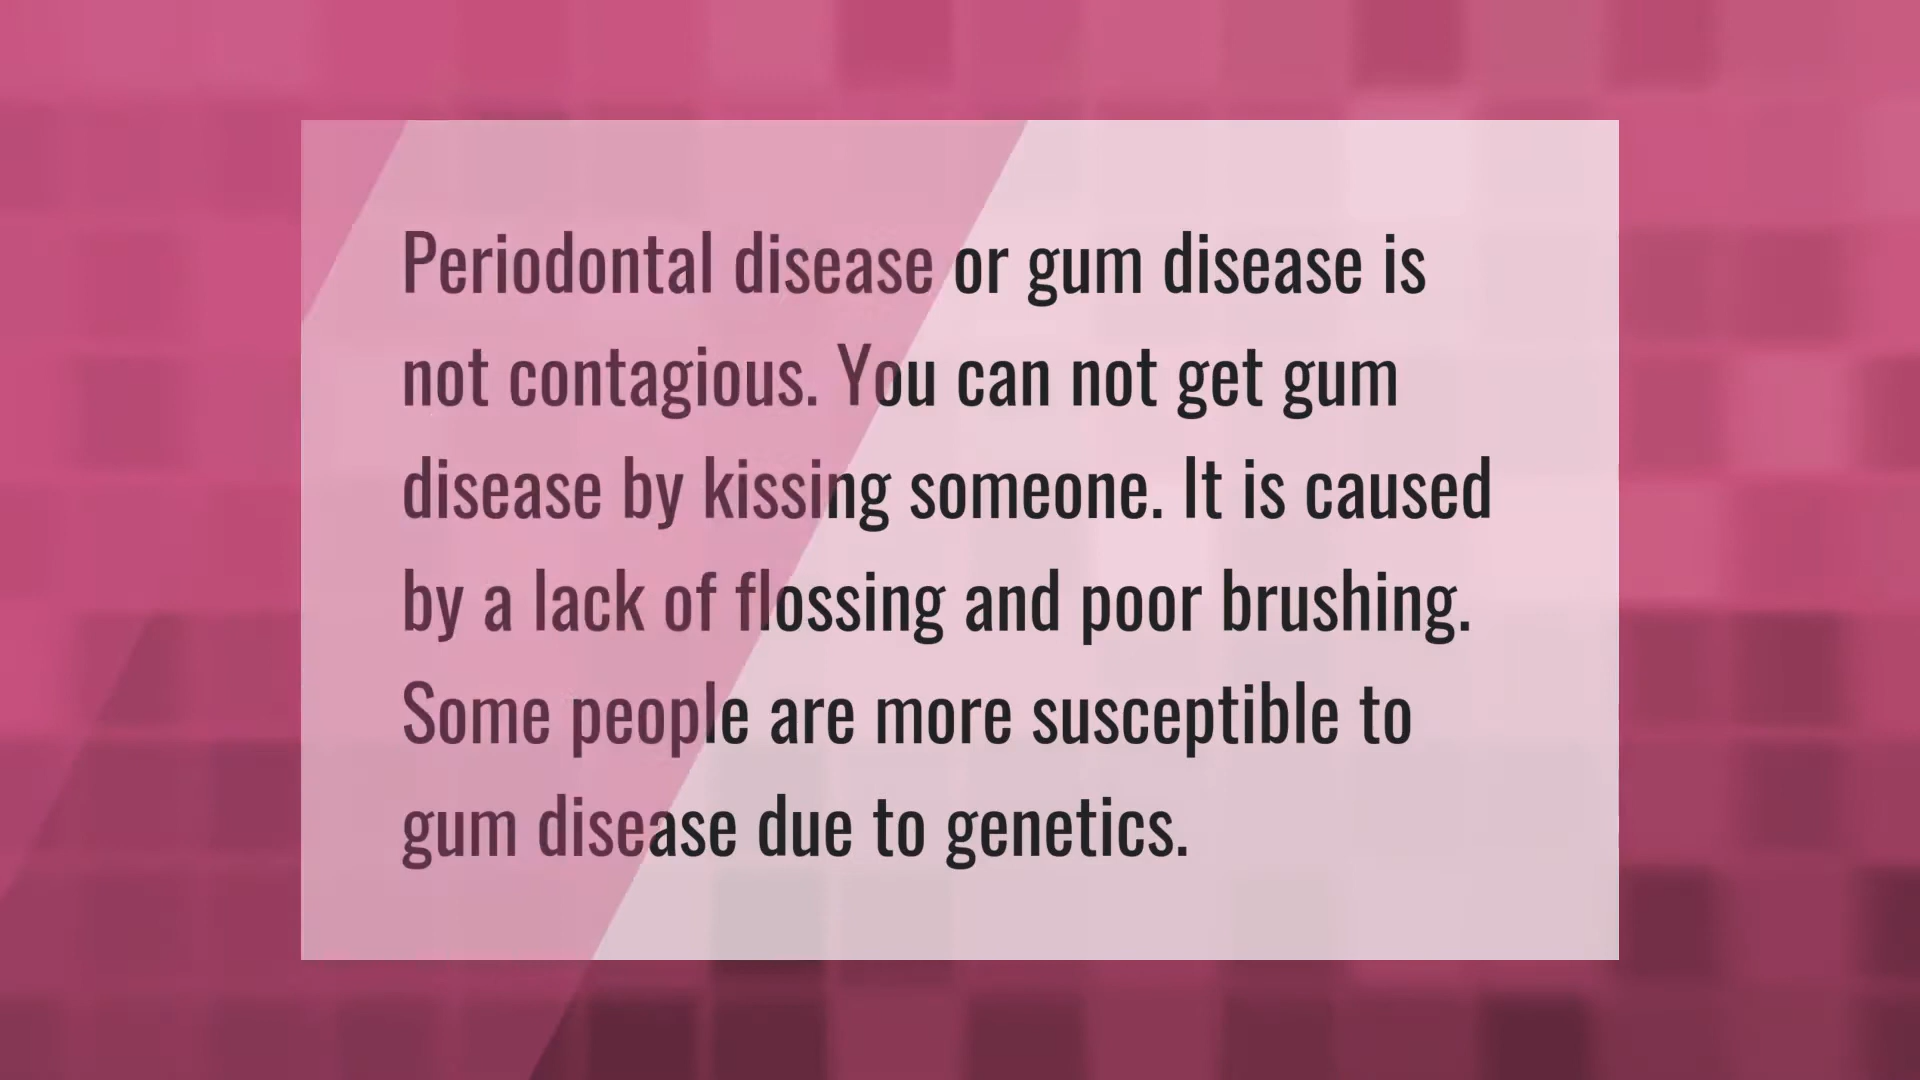 Periodontal disease or gum disease is
not contagious. You can not get gum
disease by kissing someone. It is caused
by a lack of flossing and poor brushing.
Some people are more susceptible to
gum disease due to genetics.